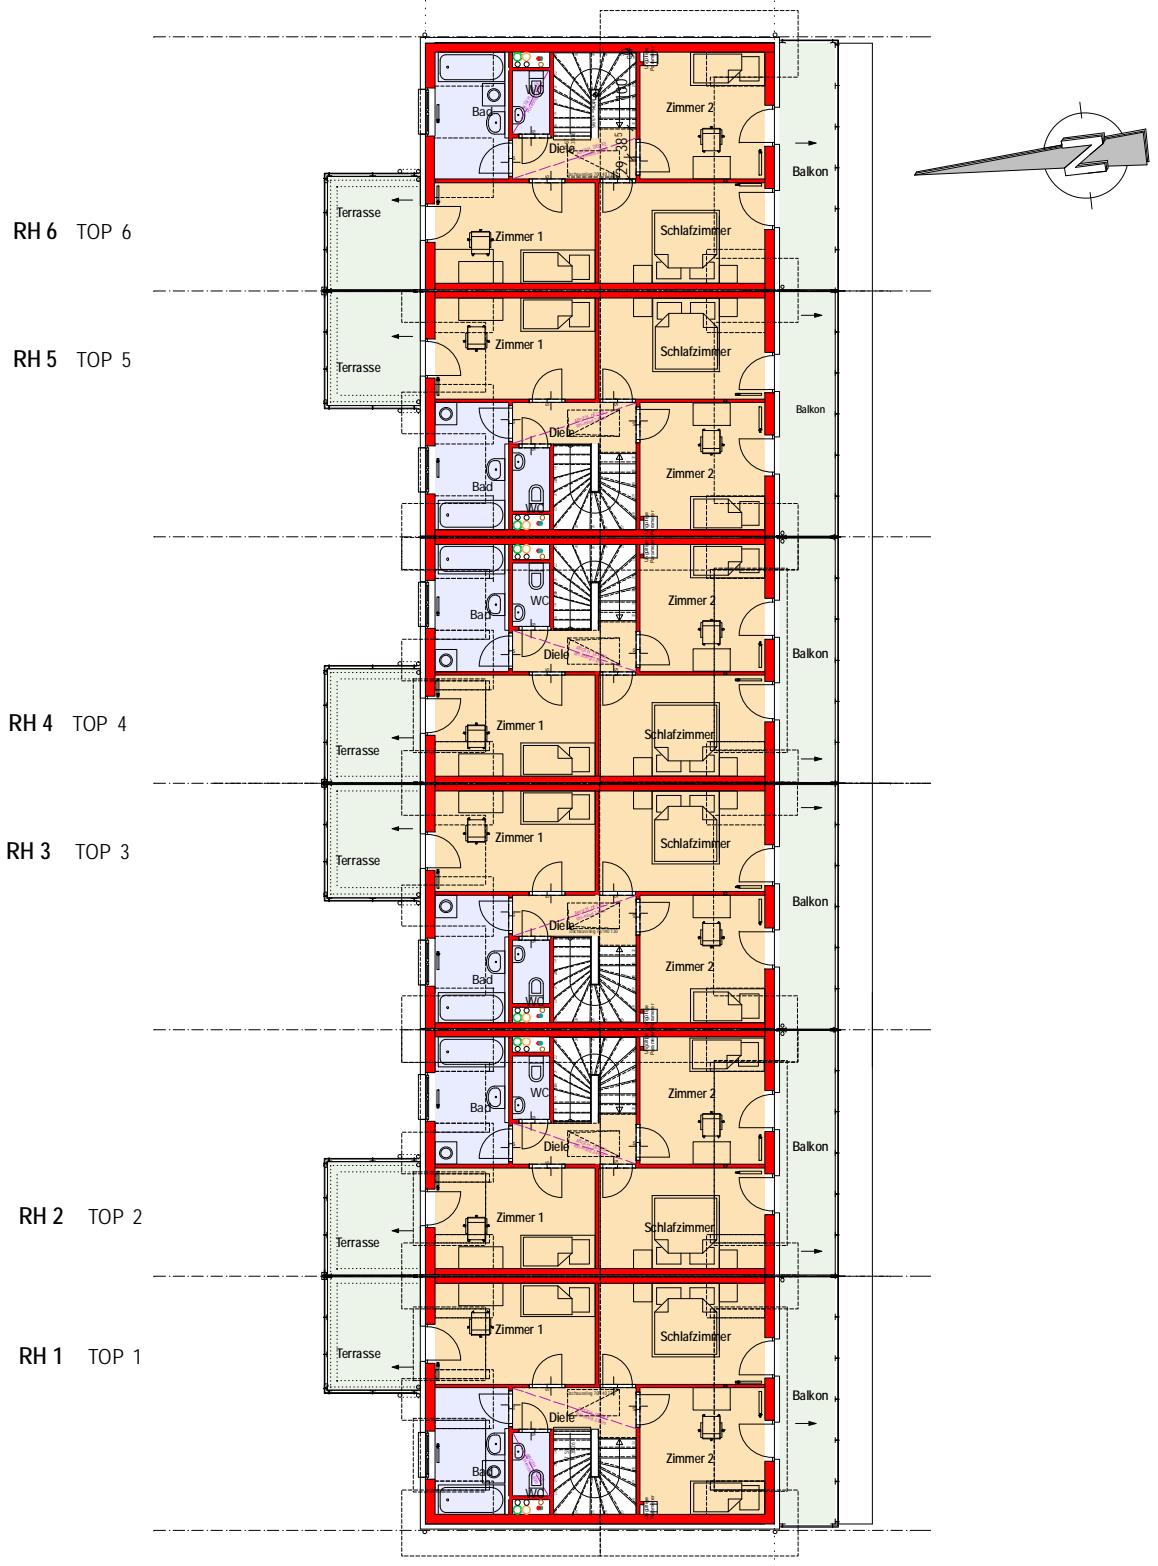 WC
100
Bad
Zimmer 2
Diele
29 38⁵
Balkon
N
Terrasse
RH 6 TOP 6
Zimmer 1
Schlafzimmer
RH 5 TOP 5
Zimmer 1
Schlafzimmer
Terrasse
Balkon
Diele
Zimmer 2
Bad
WC
Zimmer 2
WC
Bad
Diele
Balkon
RH 4 TOP 4
Zimmer 1
Schlafzimmer
Terrasse
RH 3 TOP 3
Zimmer 1
Schlafzimmer
Terrasse
Balkon
Diele
Zimmer 2
Bad
WC
WC
Zimmer 2
Bad
Diele
Balkon
RH 2 TOP 2
Zimmer 1
Schlafzimmer
Terrasse
Zimmer 1
Schlafzimmer
RH 1 TOP 1
Terrasse
Balkon
Diele
Zimmer 2
Bad
WC